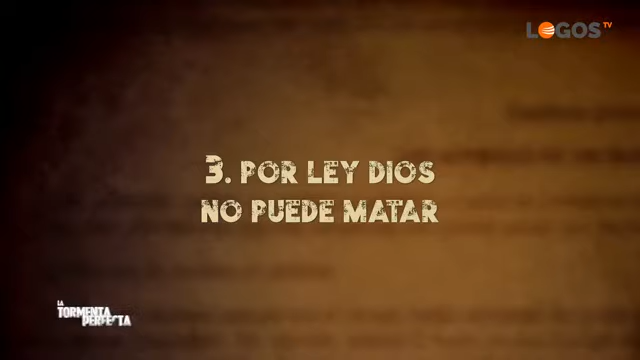 LOGOS TV
3. POR LEY DIOS
NO PUEDE MATAR
LA
TORMENTA
PERFECTA